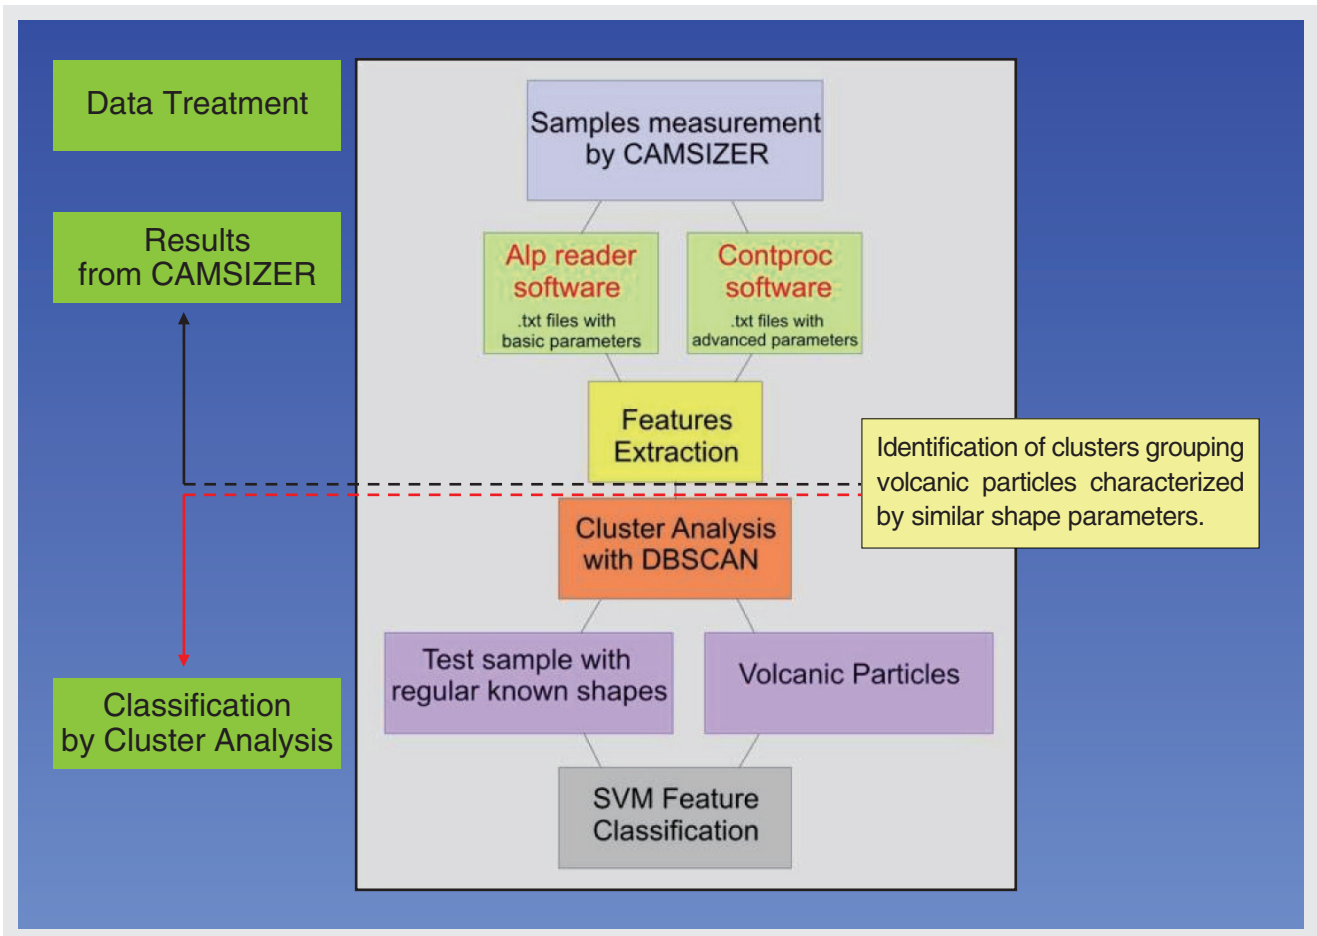 Data Treatment
Results
from CAMSIZER
Classification
by Cluster Analysis
Samples measurement
by CAMSIZER
Alp reader
software
.txt files with
basic parameters
Contproc
software
.txt files with
advanced parameters
Features
Extraction
Identification of clusters grouping
volcanic particles characterized
by similar shape parameters.
Cluster Analysis
with DBSCAN
Test sample with
regular known shapes
Volcanic Particles
SVM Feature
Classification